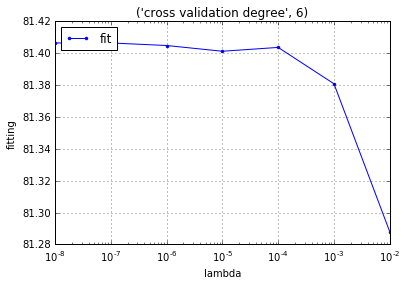 ('cross validation degree', 6)
fit
81.42
81.40
81.38
81.36
81.34
81.32
81.30
81.28
fitting
10^-8 10^-7 10^-6 10^-5 10^-4 10^-3 10^-2
lambda